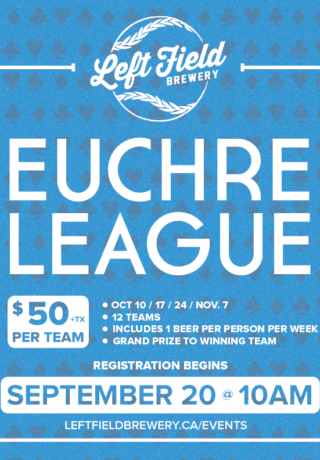 Left Field
BREWERY
EUCHRE
LEAGUE
$50 +TX
PER TEAM
• OCT 10 / 17 / 24 / NOV. 7
• 12 TEAMS
• INCLUDES 1 BEER PER PERSON PER WEEK
• GRAND PRIZE TO WINNING TEAM
REGISTRATION BEGINS
SEPTEMBER 20 @ 10AM
LEFTFIELDBREWERY.CA/EVENTS